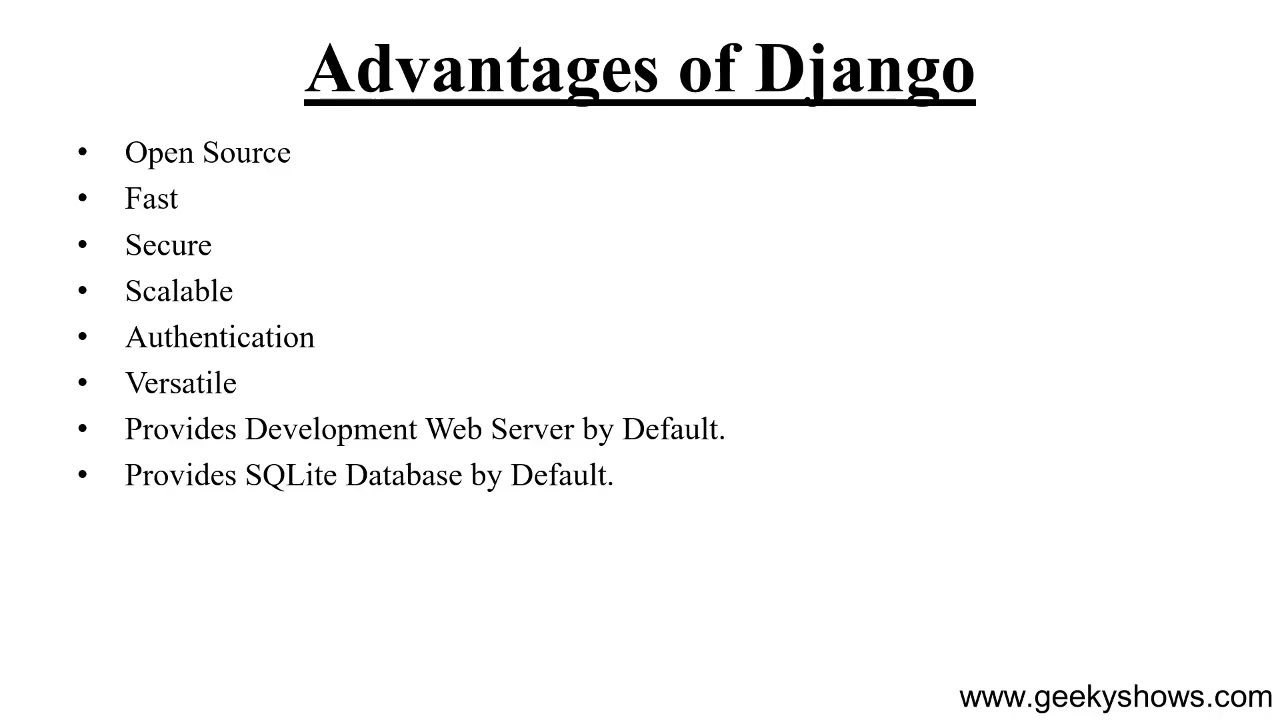 Advantages of Django
• Open Source
• Fast
• Secure
• Scalable
• Authentication
• Versatile
• Provides Development Web Server by Default.
• Provides SQLite Database by Default.
www.geekyshows.com